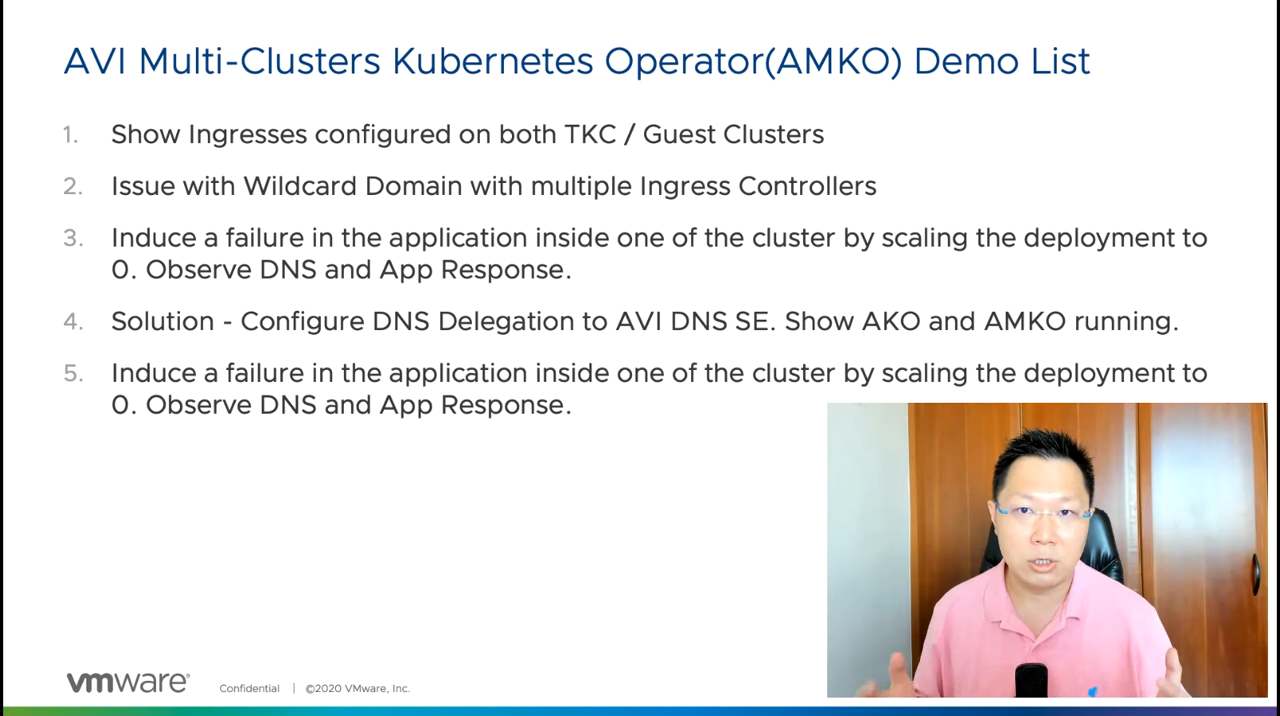 AVI Multi-Clusters Kubernetes Operator(AMKO) Demo List
1. Show Ingresses configured on both TKC / Guest Clusters
2. Issue with Wildcard Domain with multiple Ingress Controllers
3. Induce a failure in the application inside one of the cluster by scaling the deployment to
0. Observe DNS and App Response.
4. Solution - Configure DNS Delegation to AVI DNS SE. Show AKO and AMKO running.
5. Induce a failure in the application inside one of the cluster by scaling the deployment to
0. Observe DNS and App Response.
vmware® Confidential | ©2020 VMware, Inc.